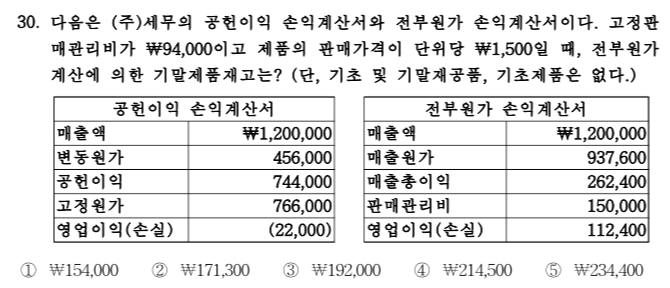 30. 다음은 (주)세무의 공헌이익 손익계산서와 전부원가 손익계산서이다. 고정판
매관리비가 ₩94,000이고 제품의 판매가격이 단위당 ₩1,500일 때, 전부원가
계산에 의한 기말제품재고는? (단, 기초 및 기말재공품, 기초제품은 없다.)
공헌이익 손익계산서
매출액 ₩1,200,000
변동원가 456,000
공헌이익 744,000
고정원가 766,000
영업이익(손실) (22,000)
전부원가 손익계산서
매출액 ₩1,200,000
매출원가 937,600
매출총이익 262,400
판매관리비 150,000
영업이익(손실) 112,400
① ₩154,000 ② ₩171,300 ③ ₩192,000 ④ ₩214,500 ⑤ ₩234,400